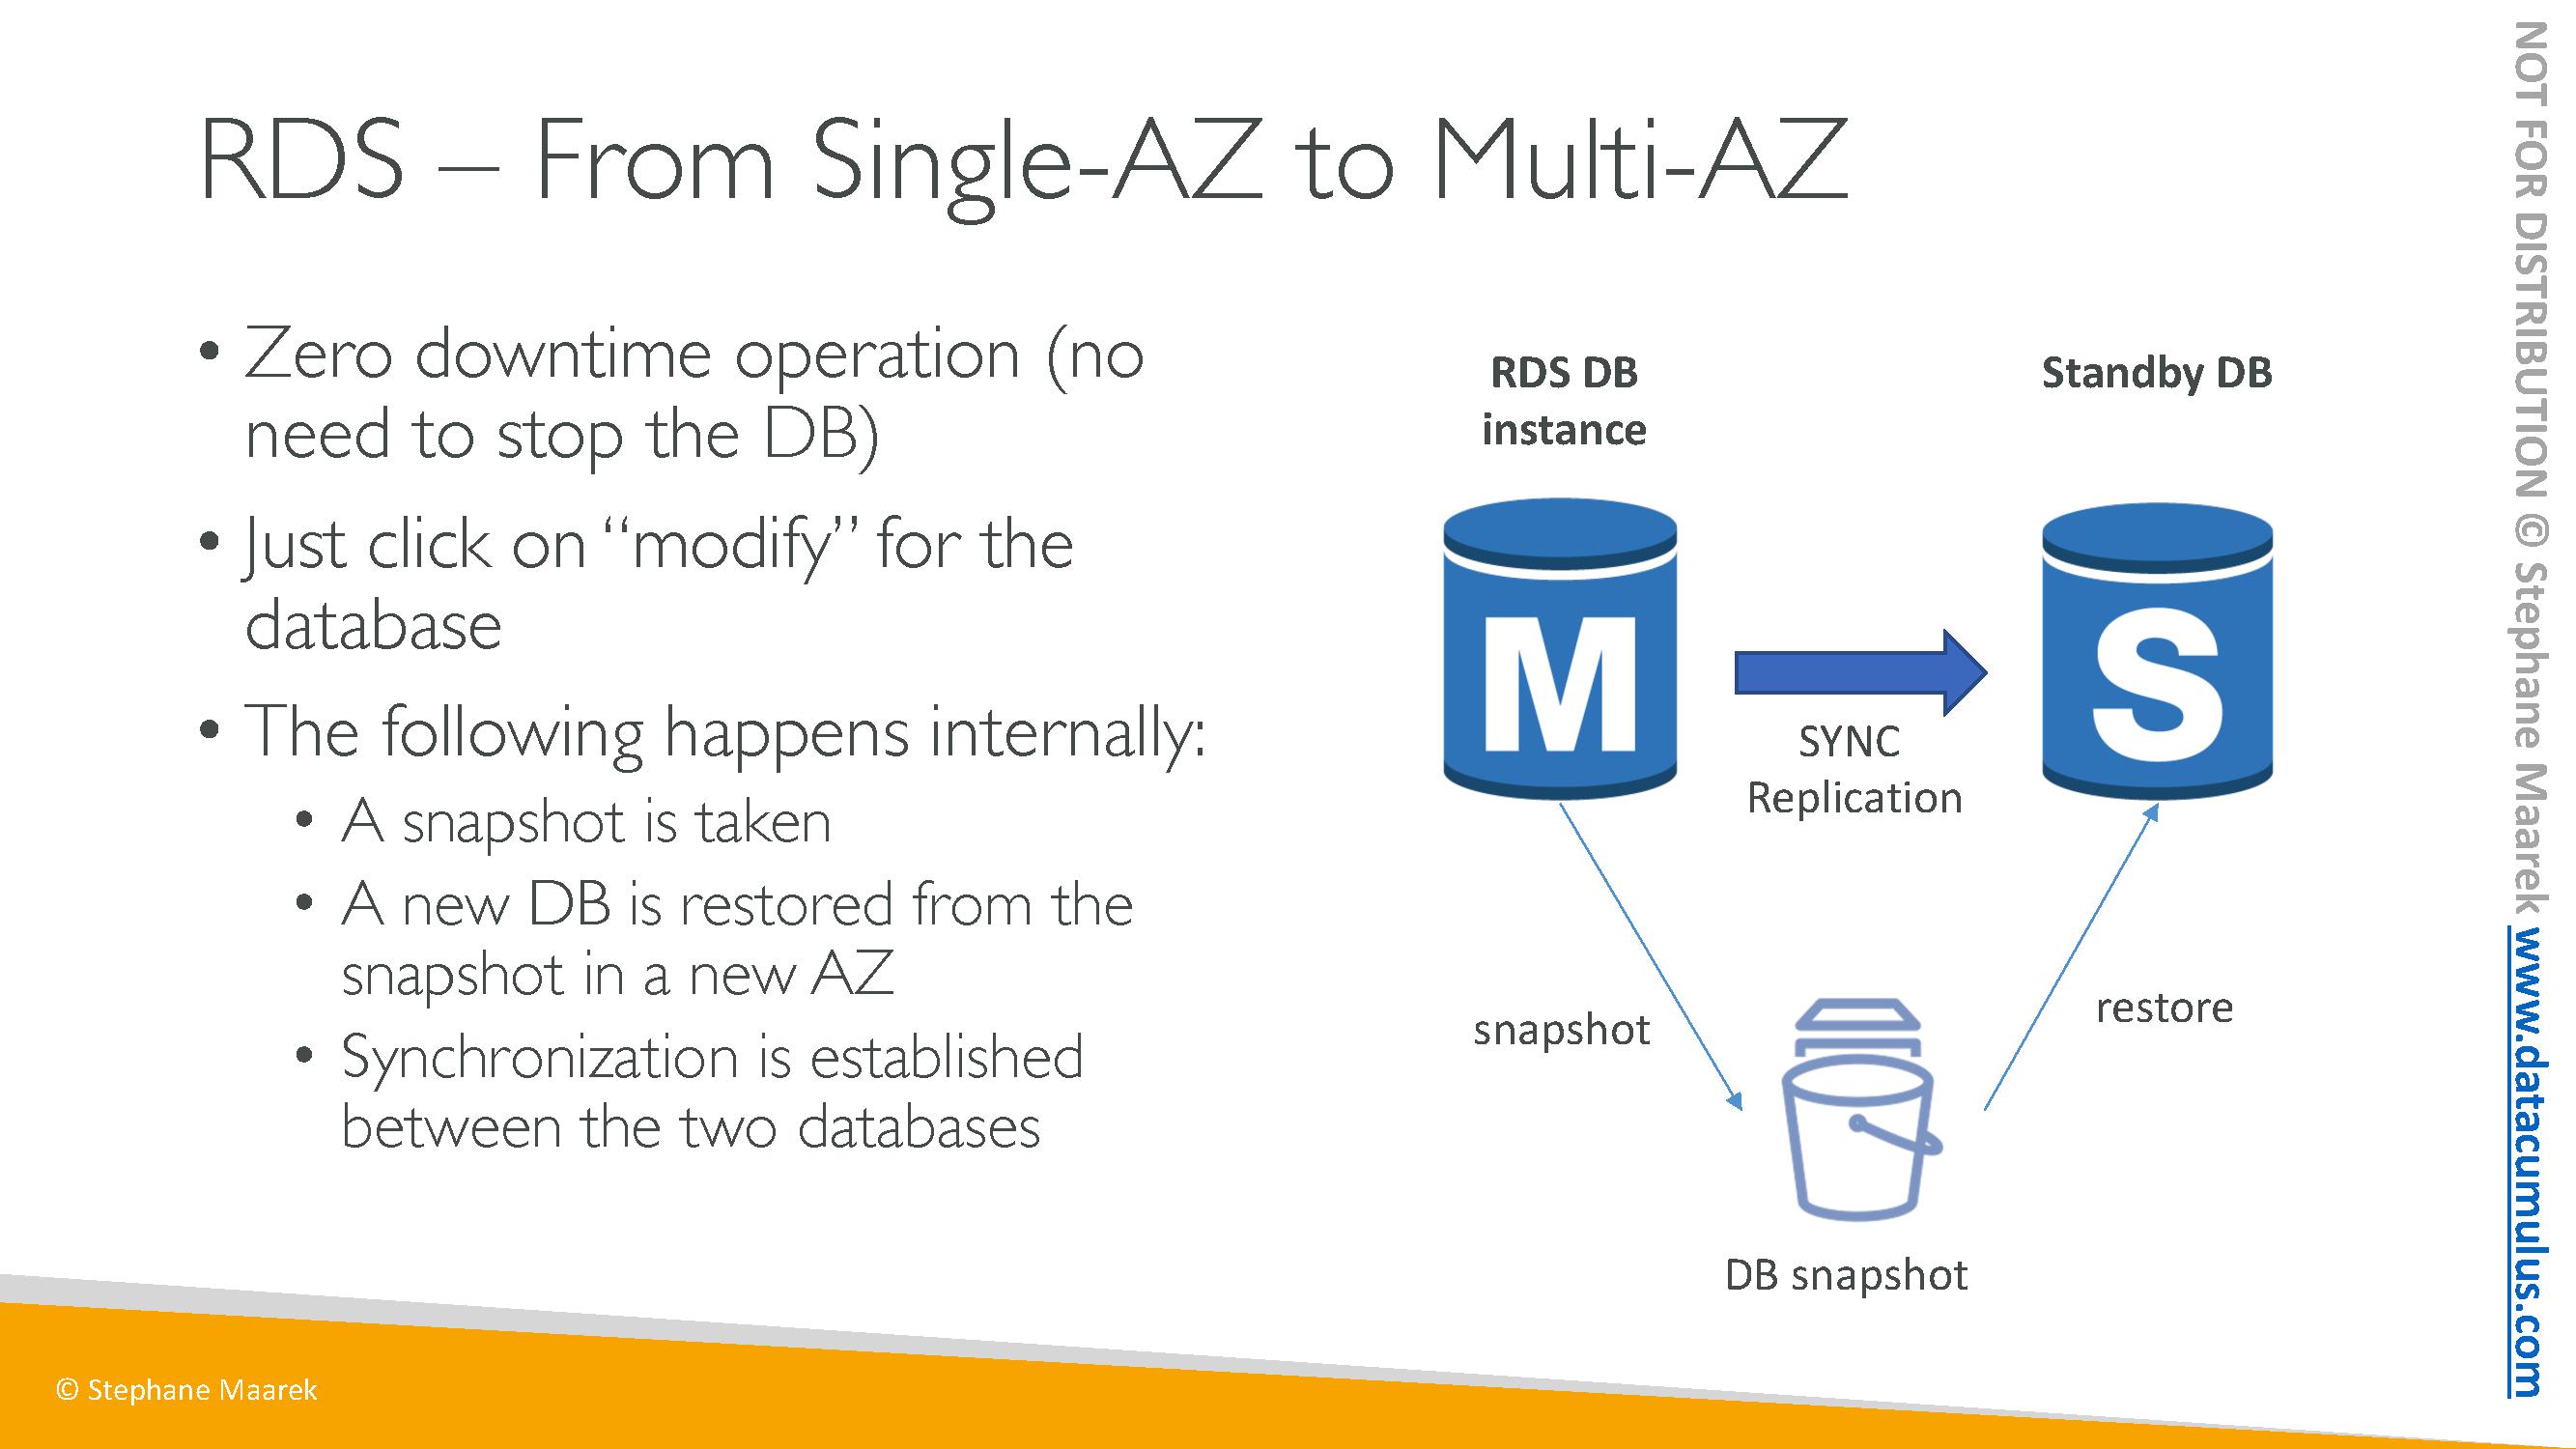 RDS – From Single-AZ to Multi-AZ
• Zero downtime operation (no
need to stop the DB)
• Just click on “modify” for the
database
• The following happens internally:
• A snapshot is taken
• A new DB is restored from the
snapshot in a new AZ
• Synchronization is established
between the two databases
RDS DB
instance
Standby DB
M
S
SYNC
Replication
snapshot
restore
DB snapshot
© Stephane Maarek
NOT FOR DISTRIBUTION © Stephane Maarek www.datacumulus.com